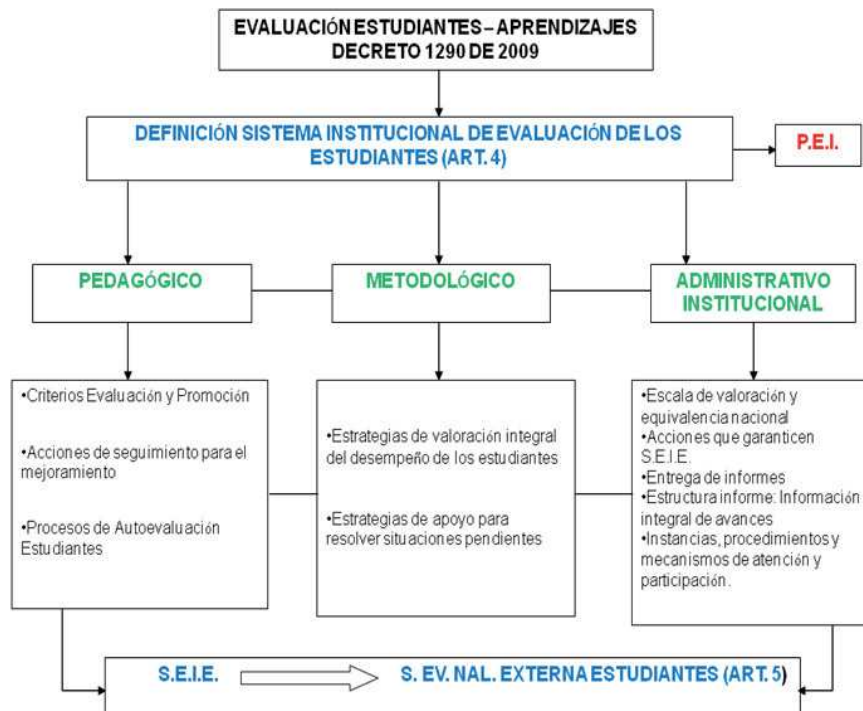 EVALUACIÓN ESTUDIANTES – APRENDIZAJES
DECRETO 1290 DE 2009
DEFINICIÓN SISTEMA INSTITUCIONAL DE EVALUACIÓN DE LOS
ESTUDIANTES (ART. 4)
P.E.I.
PEDAGÓGICO
METODOLÓGICO
ADMINISTRATIVO
INSTITUCIONAL
•Criterios Evaluación y Promoción
•Acciones de seguimiento para el
mejoramiento
•Procesos de Autoevaluación
Estudiantes
•Estrategias de valoración integral
del desempeño de los estudiantes
•Estrategias de apoyo para
resolver situaciones pendientes
•Escala de valoración y
equivalencia nacional
•Acciones que garanticen
S.E.I.E.
•Entrega de informes
•Estructura informe: Información
integral de avances
•Instancias, procedimientos y
mecanismos de atención y
participación.
S.E.I.E. S. EV. NAL. EXTERNA ESTUDIANTES (ART. 5)